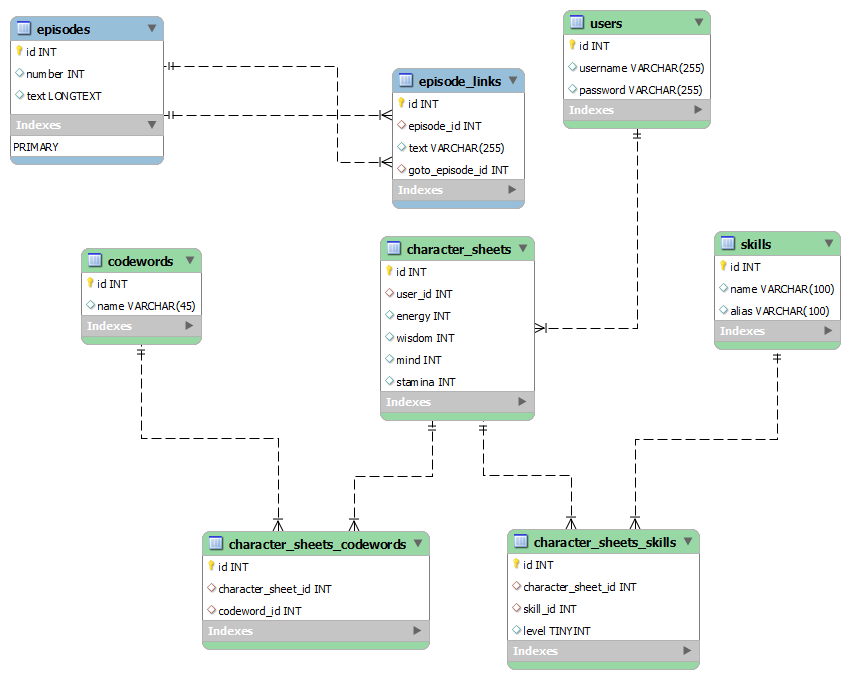 episodes
id INT
number INT
text LONGTEXT
Indexes
PRIMARY
episode_links
id INT
episode_id INT
text VARCHAR(255)
goto_episode_id INT
Indexes
users
id INT
username VARCHAR(255)
password VARCHAR(255)
Indexes
codewords
id INT
name VARCHAR(45)
Indexes
character_sheets
id INT
user_id INT
energy INT
wisdom INT
mind INT
stamina INT
Indexes
skills
id INT
name VARCHAR(100)
alias VARCHAR(100)
Indexes
character_sheets_codewords
id INT
character_sheet_id INT
codeword_id INT
Indexes
character_sheets_skills
id INT
character_sheet_id INT
skill_id INT
level TINYINT
Indexes